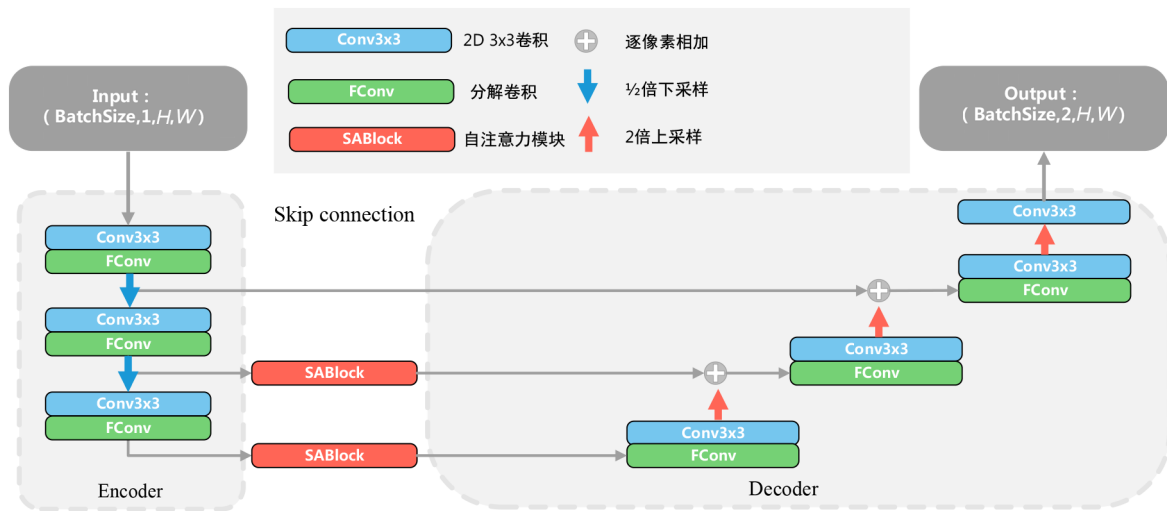 Conv3x3
2D 3x3卷积
逐像素相加
FConv
分解卷积
½倍下采样
SABlock
自注意力模块
2倍上采样
Input：
( BatchSize,1,H,W)
Output：
( BatchSize,2,H,W)
Skip connection
Conv3x3
FConv
Conv3x3
FConv
Conv3x3
FConv
Encoder
SABlock
SABlock
Conv3x3
Conv3x3
FConv
Conv3x3
FConv
Conv3x3
FConv
Decoder